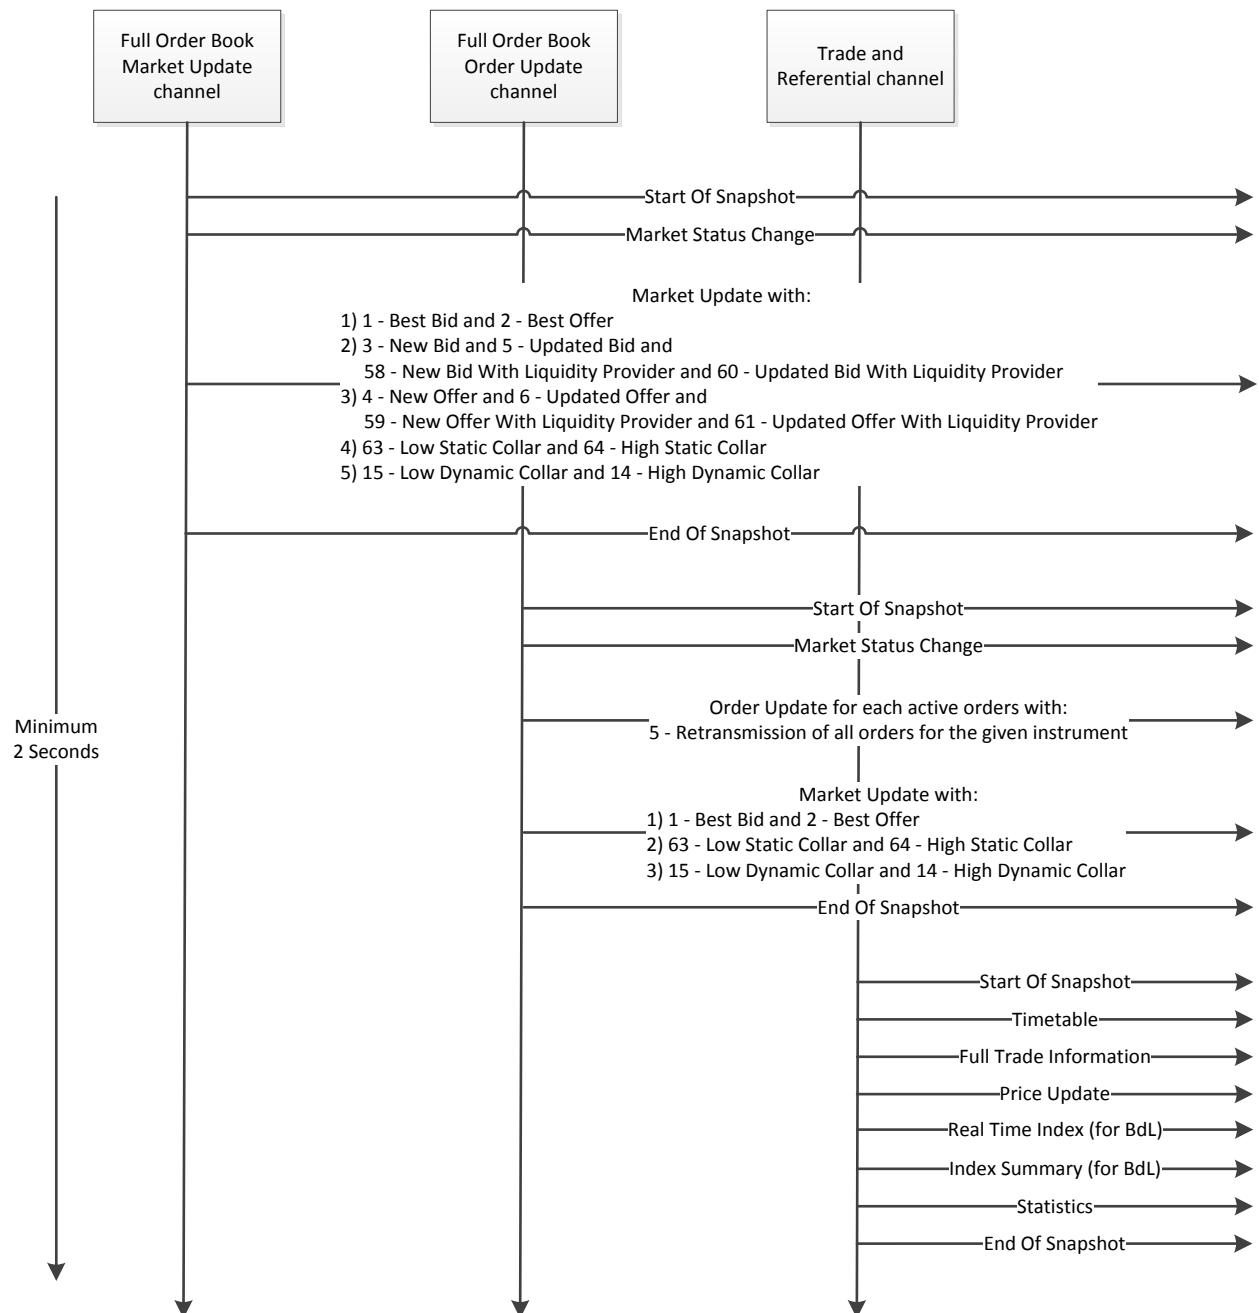 Full Order Book
Market Update
channel
Full Order Book
Order Update
channel
Trade and
Referential channel
Start Of Snapshot
Market Status Change
Market Update with:
1) 1 - Best Bid and 2 - Best Offer
2) 3 - New Bid and 5 - Updated Bid and
58 - New Bid With Liquidity Provider and 60 - Updated Bid With Liquidity Provider
3) 4 - New Offer and 6 - Updated Offer and
59 - New Offer With Liquidity Provider and 61 - Updated Offer With Liquidity Provider
4) 63 - Low Static Collar and 64 - High Static Collar
5) 15 - Low Dynamic Collar and 14 - High Dynamic Collar
End Of Snapshot
Start Of Snapshot
Market Status Change
Minimum
2 Seconds
Order Update for each active orders with:
5 - Retransmission of all orders for the given instrument
Market Update with:
1) 1 - Best Bid and 2 - Best Offer
2) 63 - Low Static Collar and 64 - High Static Collar
3) 15 - Low Dynamic Collar and 14 - High Dynamic Collar
End Of Snapshot
Start Of Snapshot
Timetable
Full Trade Information
Price Update
Real Time Index (for BdL)
Index Summary (for BdL)
Statistics
End Of Snapshot